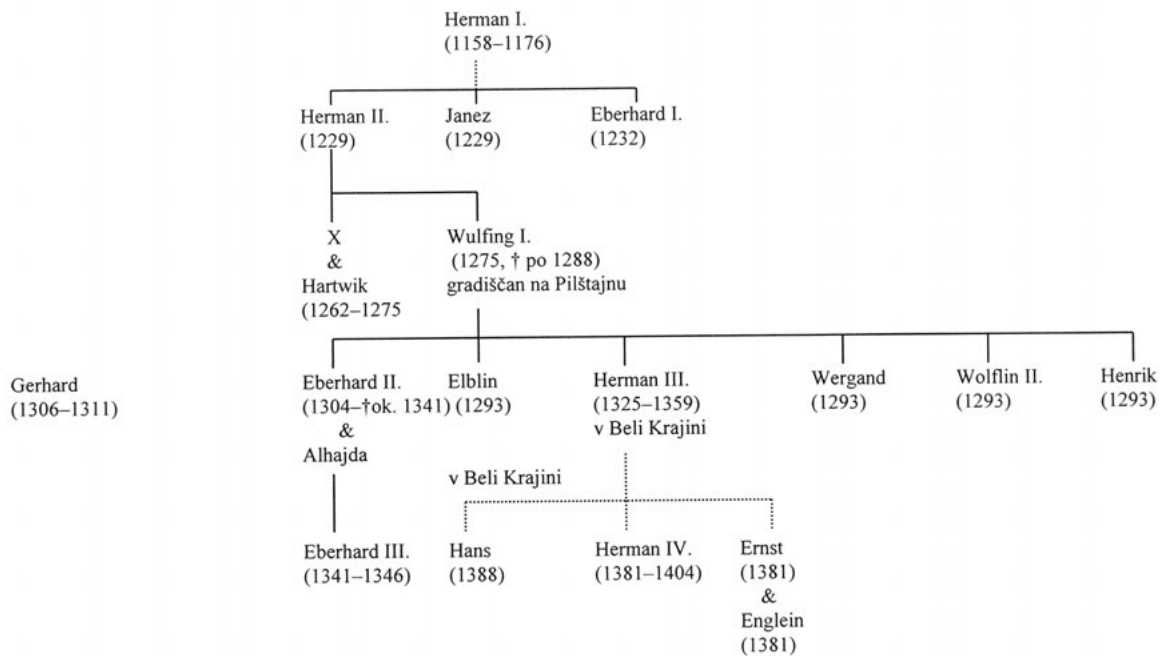 Herman I.
(1158–1176)
Herman II. Janez Eberhard I.
(1229) (1229) (1232)
X Wulfing I.
& (1275, † po 1288)
Hartwik gradiščan na Pilštajnu
(1262–1275
Gerhard Eberhard II. Elblin Herman III. Wergand Wolflin II. Henrik
(1306–1311) (1304–†ok. 1341) (1293) (1325–1359) (1293) (1293) (1293)
& v Beli Krajini
Alhajda
v Beli Krajini
Eberhard III. Hans Herman IV. Ernst
(1341–1346) (1388) (1381–1404) (1381)
&
Englein
(1381)